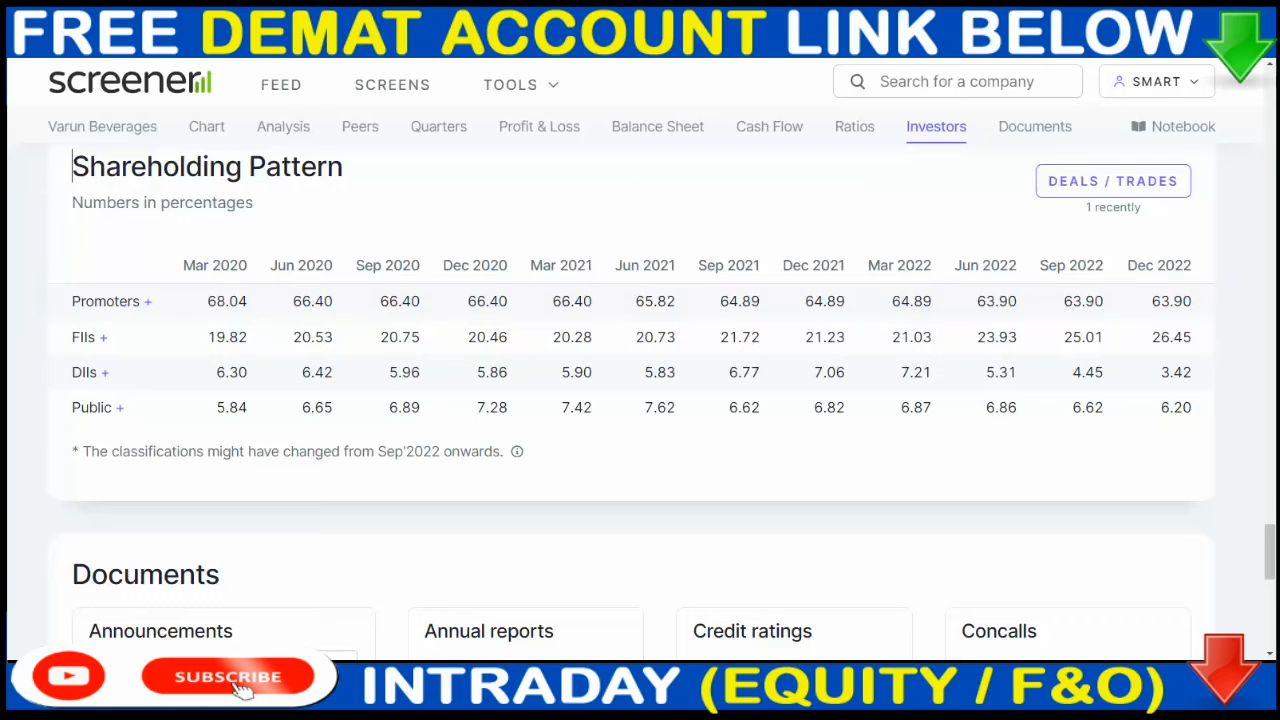 FREE DEMAT ACCOUNT LINK BELOW
screener FEED SCREENS TOOLS Search for a company SMART
Varun Beverages Chart Analysis Peers Quarters Profit & Loss Balance Sheet Cash Flow Ratios Investors Documents Notebook
Shareholding Pattern
DEALS / TRADES
Numbers in percentages
1 recently
Mar 2020 Jun 2020 Sep 2020 Dec 2020 Mar 2021 Jun 2021 Sep 2021 Dec 2021 Mar 2022 Jun 2022 Sep 2022 Dec 2022
Promoters + 68.04 66.40 66.40 66.40 66.40 65.82 64.89 64.89 64.89 63.90 63.90 63.90
FIIs + 19.82 20.53 20.75 20.46 20.28 20.73 21.72 21.23 21.03 23.93 25.01 26.45
DIIs + 6.30 6.42 5.96 5.86 5.90 5.83 6.77 7.06 7.21 5.31 4.45 3.42
Public + 5.84 6.65 6.89 7.28 7.42 7.62 6.62 6.82 6.87 6.86 6.62 6.20
* The classifications might have changed from Sep'2022 onwards.
Documents
Announcements Annual reports Credit ratings Concalls
SUBSCRIBE
INTRADAY (EQUITY / F&O)